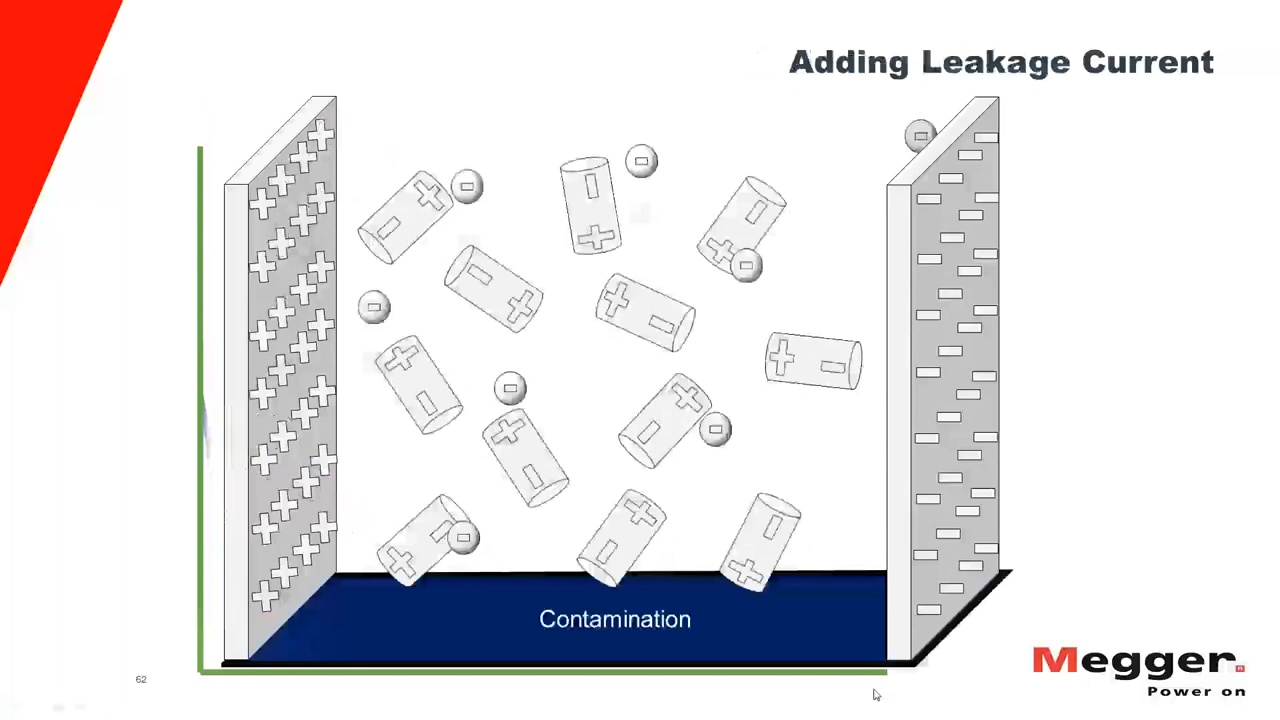 Adding Leakage Current
Contamination
62
Megger
Power on